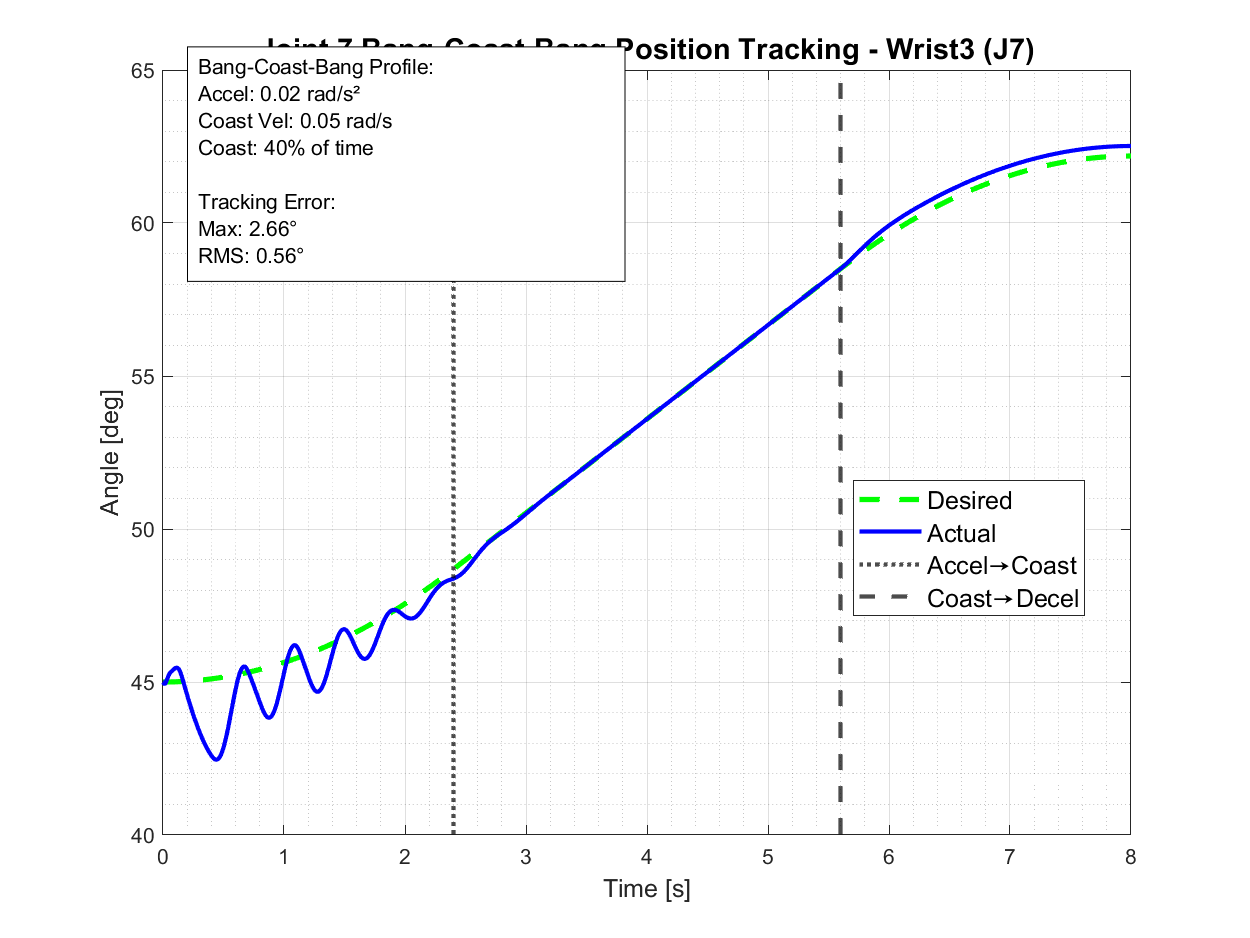 Joint 7 Bang-Coast-Bang Position Tracking - Wrist3 (J7)
Bang-Coast-Bang Profile:
Accel: 0.02 rad/s²
Coast Vel: 0.05 rad/s
Coast: 40% of time
Tracking Error:
Max: 2.66°
RMS: 0.56°
65
60
55
50
45
40
Angle [deg]
Desired
Actual
Accel→Coast
Coast→Decel
0 1 2 3 4 5 6 7 8
Time [s]